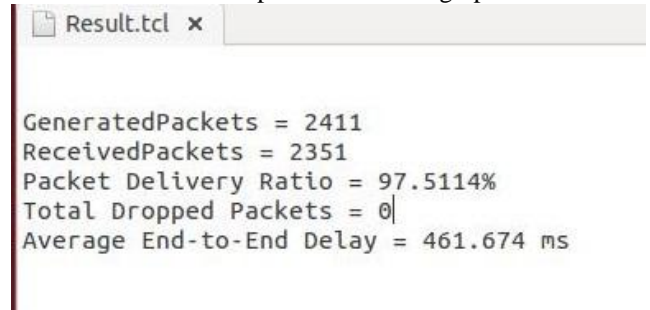 Result.tcl ×
GeneratedPackets = 2411
ReceivedPackets = 2351
Packet Delivery Ratio = 97.5114%
Total Dropped Packets = 0
Average End-to-End Delay = 461.674 ms